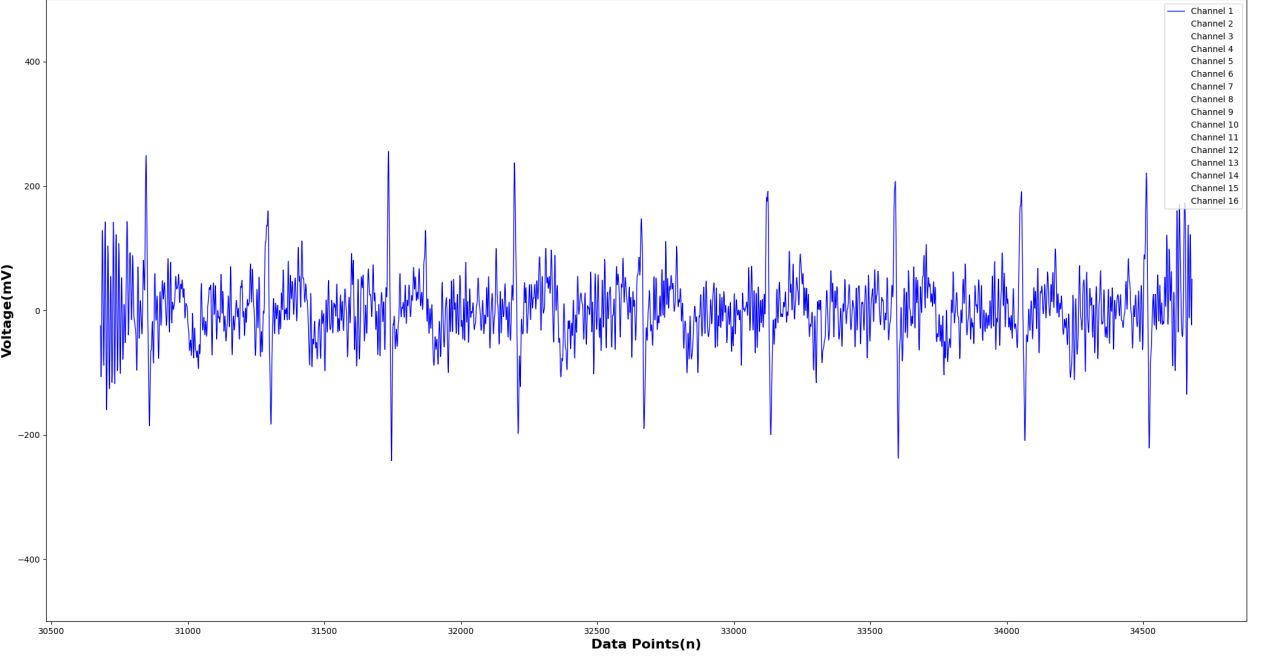 Channel 1
Channel 2
Channel 3
Channel 4
Channel 5
Channel 6
Channel 7
Channel 8
Channel 9
Channel 10
Channel 11
Channel 12
Channel 13
Channel 14
Channel 15
Channel 16
400
200
0
−200
−400
Voltage(mV)
30500 31000 31500 32000 32500 33000 33500 34000 34500
Data Points(n)